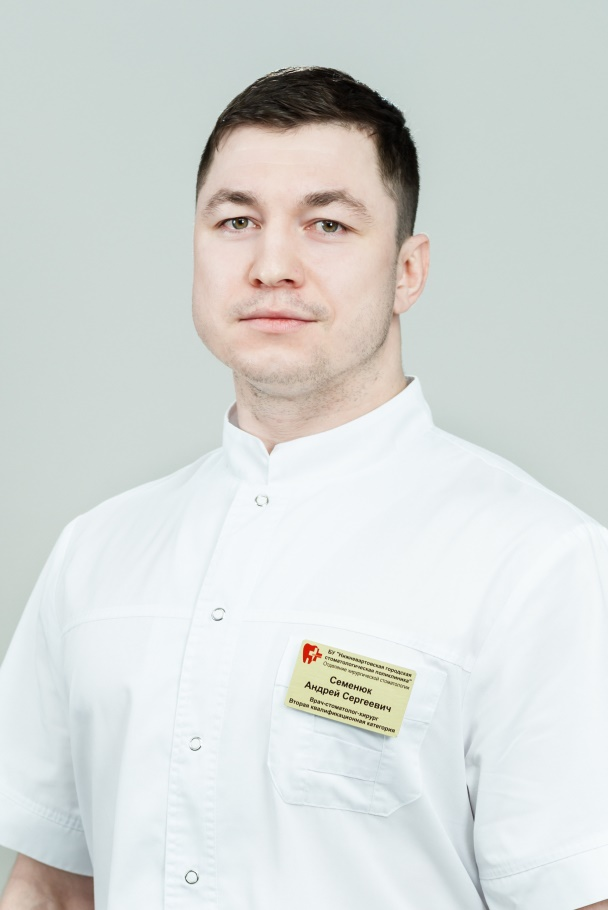 БУ "Нижневартовская городская
стоматологическая поликлиника"
Отделение хирургической стоматологии
Семенюк
Андрей Сергеевич
Врач-стоматолог-хирург
Вторая квалификационная категория